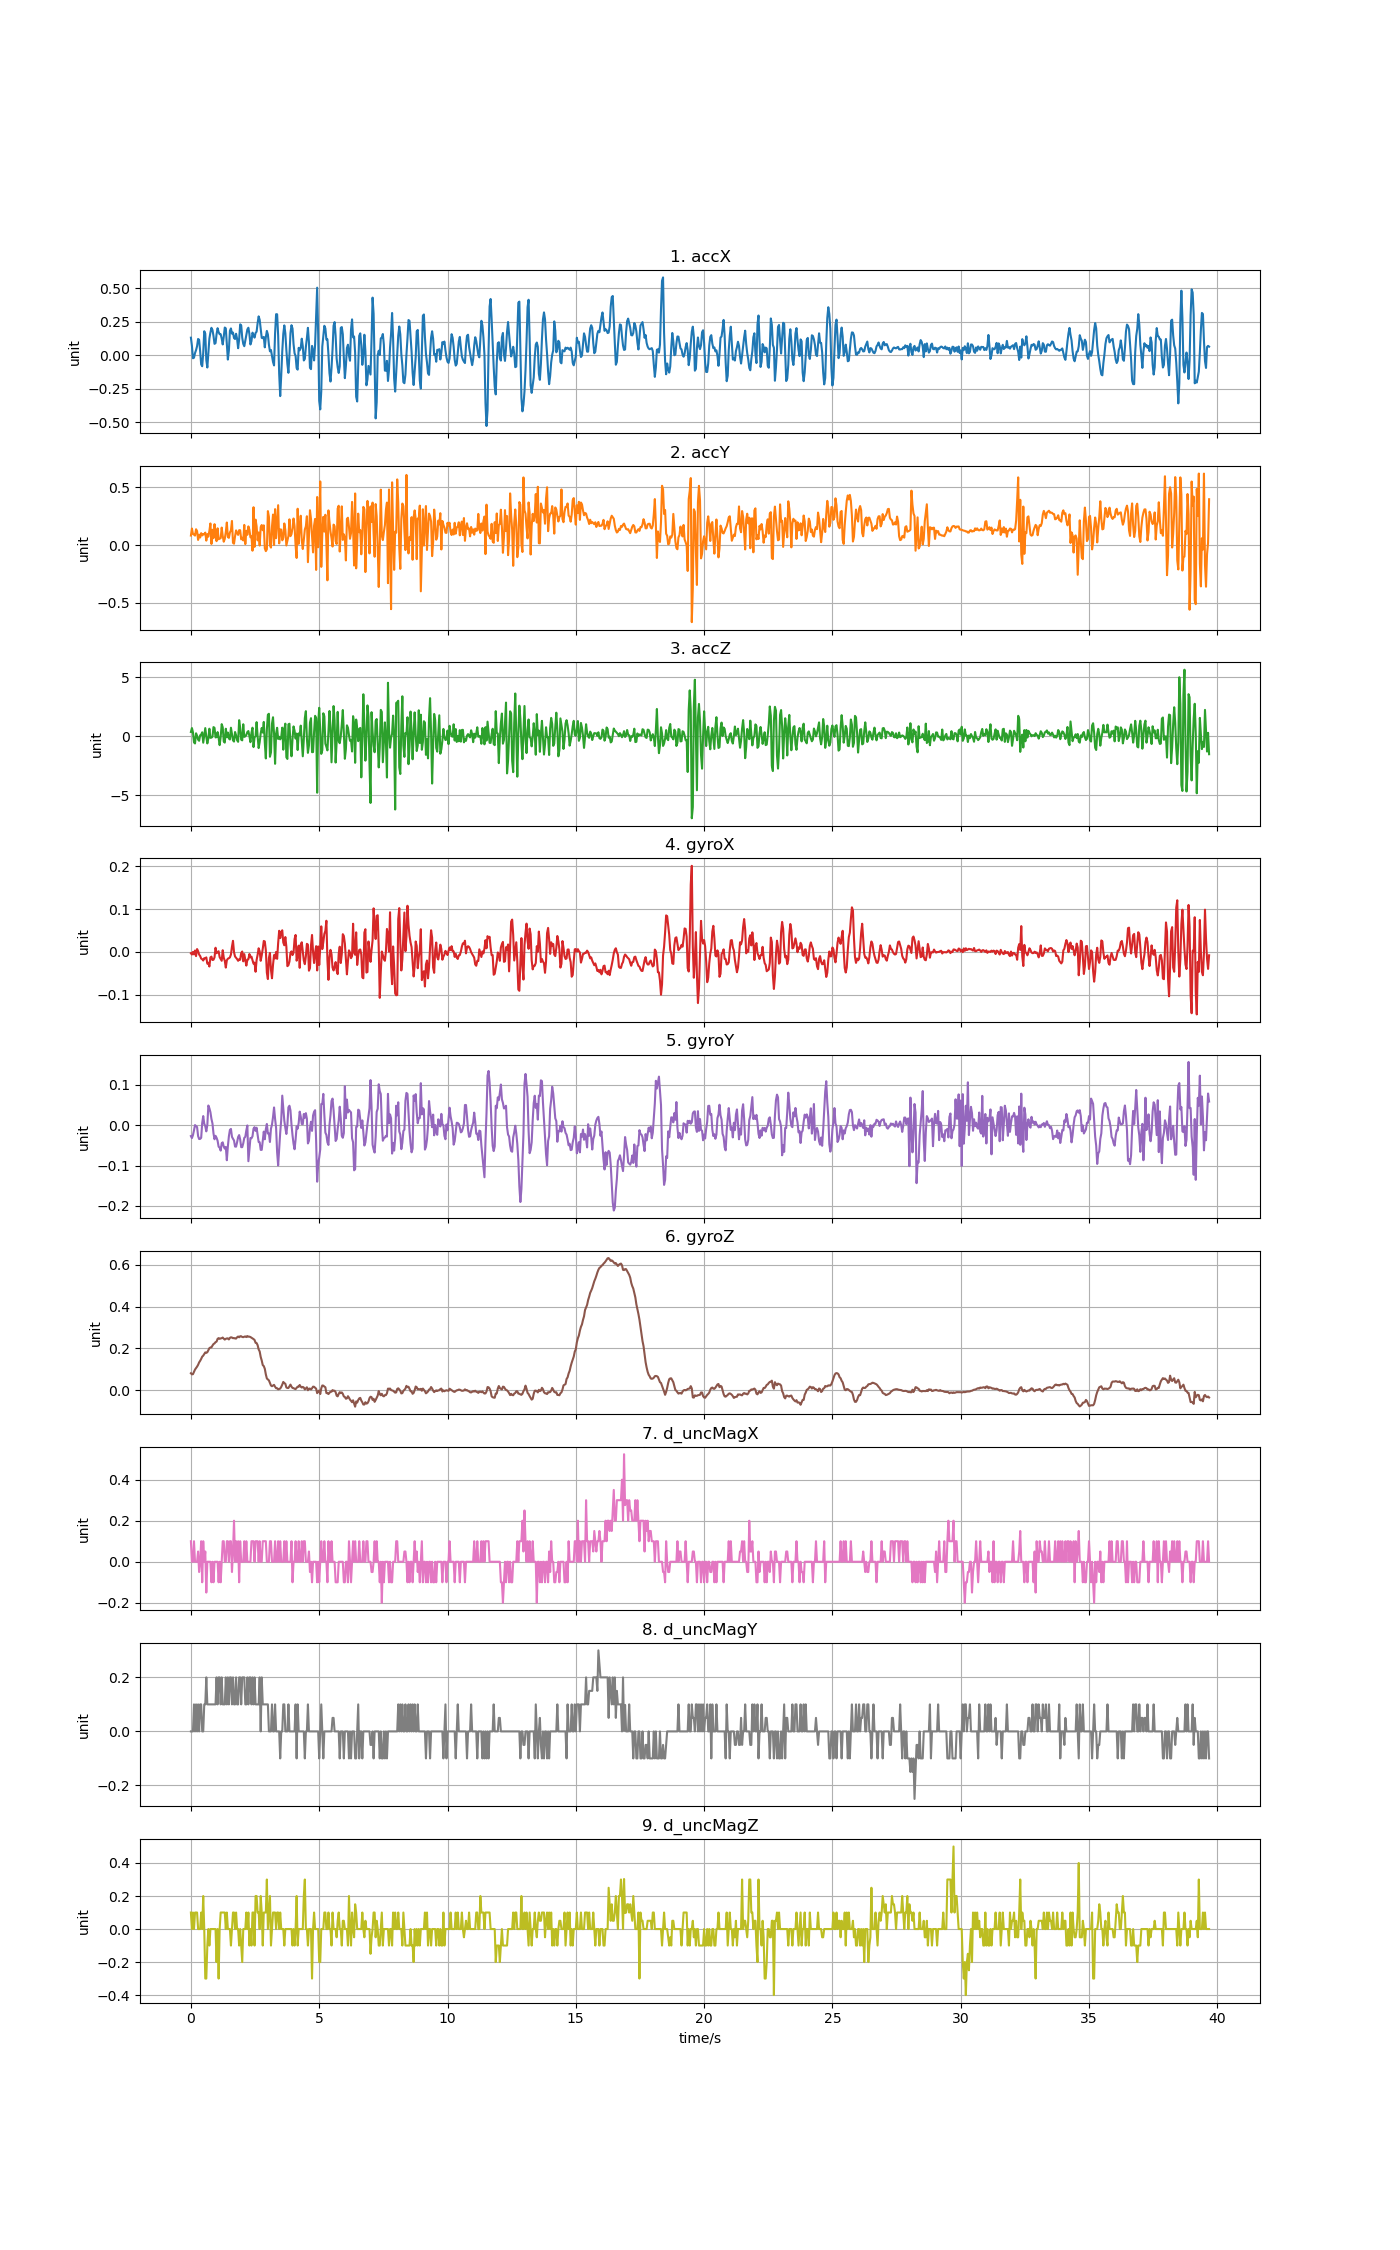 1. accX
0.50
0.25
0.00
−0.25
−0.50
unit
2. accY
0.5
0.0
−0.5
unit
3. accZ
5
0
−5
unit
4. gyroX
0.2
0.1
0.0
−0.1
unit
5. gyroY
0.1
0.0
−0.1
−0.2
unit
6. gyroZ
0.6
0.4
0.2
0.0
unit
7. d_uncMagX
0.4
0.2
0.0
−0.2
unit
8. d_uncMagY
0.2
0.0
−0.2
unit
9. d_uncMagZ
0.4
0.2
0.0
−0.2
−0.4
unit
0 5 10 15 20 25 30 35 40
time/s